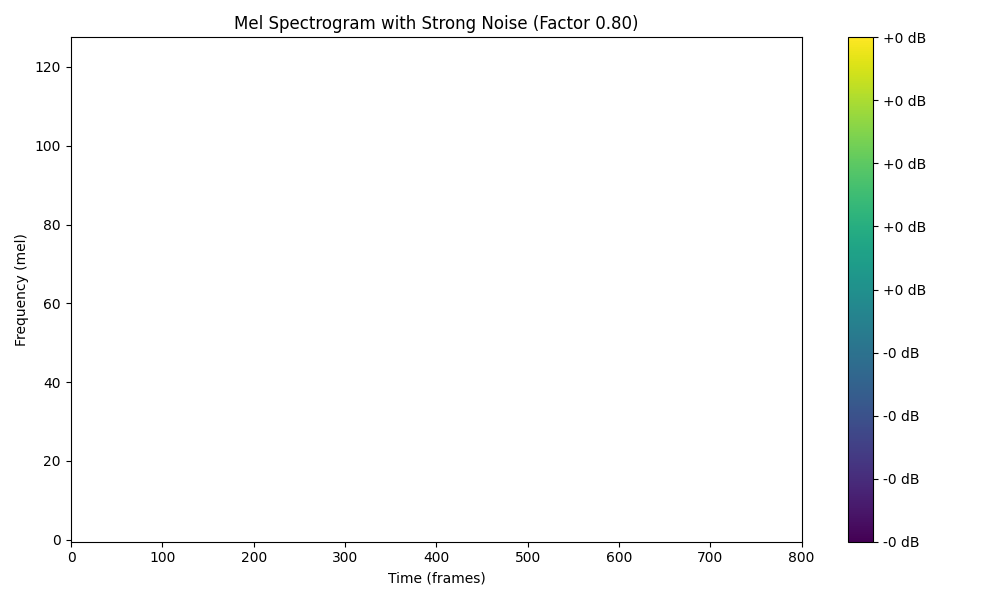 Mel Spectrogram with Strong Noise (Factor 0.80)
120
100
80
60
40
20
0
Frequency (mel)
0 100 200 300 400 500 600 700 800
Time (frames)
+0 dB
+0 dB
+0 dB
+0 dB
+0 dB
-0 dB
-0 dB
-0 dB
-0 dB